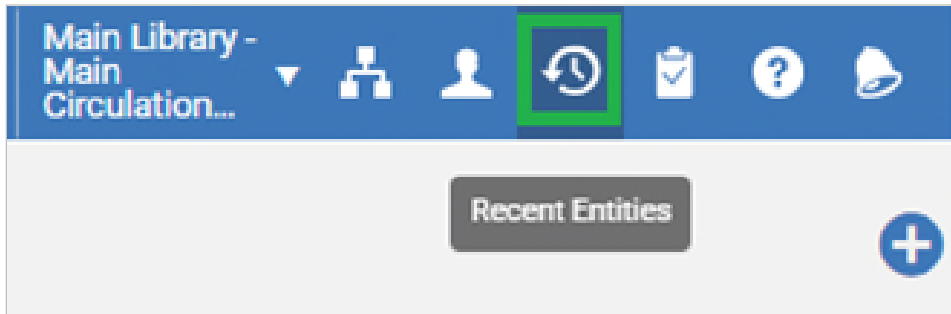 Main Library -
Main
Circulation...
Recent Entities